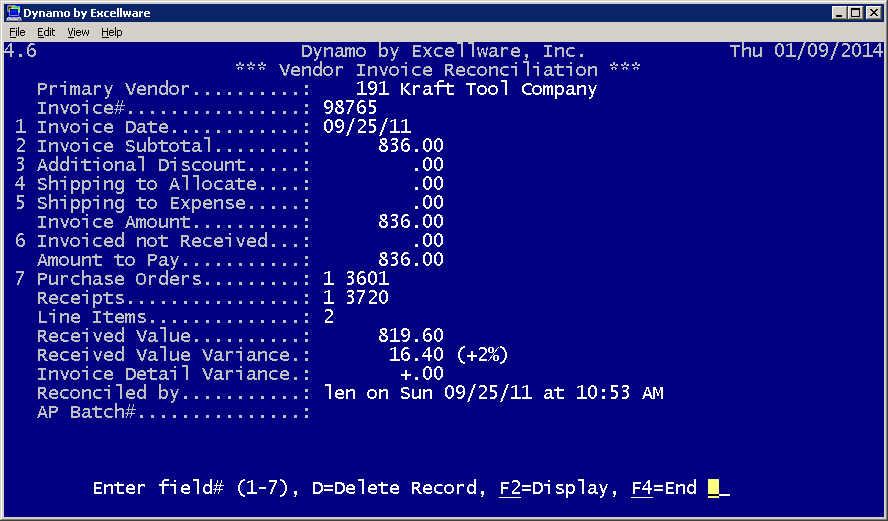 Dynamo by Excellware
File Edit View Help
4.6 Dynamo by Excellware, Inc. Thu 01/09/2014
*** Vendor Invoice Reconciliation ***
Primary Vendor..........: 191 Kraft Tool Company
Invoice#................: 98765
1 Invoice Date............: 09/25/11
2 Invoice Subtotal........: 836.00
3 Additional Discount.....: .00
4 Shipping to Allocate....: .00
5 Shipping to Expense.....: .00
Invoice Amount..........: 836.00
6 Invoiced not Received...: .00
Amount to Pay...........: 836.00
7 Purchase Orders.........: 1 3601
Receipts................: 1 3720
Line Items..............: 2
Received Value..........: 819.60
Received Value Variance.: 16.40 (+2%)
Invoice Detail Variance.: +.00
Reconciled by...........: len on Sun 09/25/11 at 10:53 AM
AP Batch#...............:
Enter field# (1-7), D=Delete Record, F2=Display, F4=End